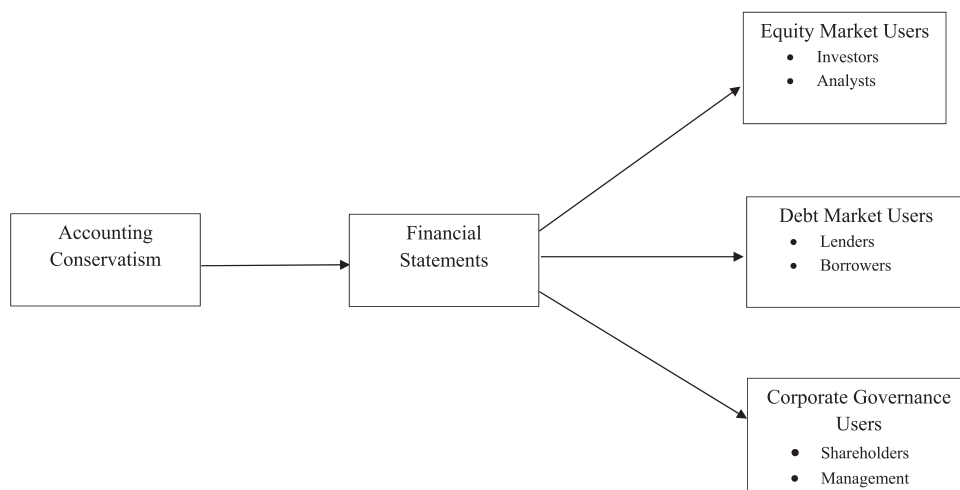 Equity Market Users
• Investors
• Analysts
Accounting
Conservatism
Financial
Statements
Debt Market Users
• Lenders
• Borrowers
Corporate Governance
Users
• Shareholders
• Management